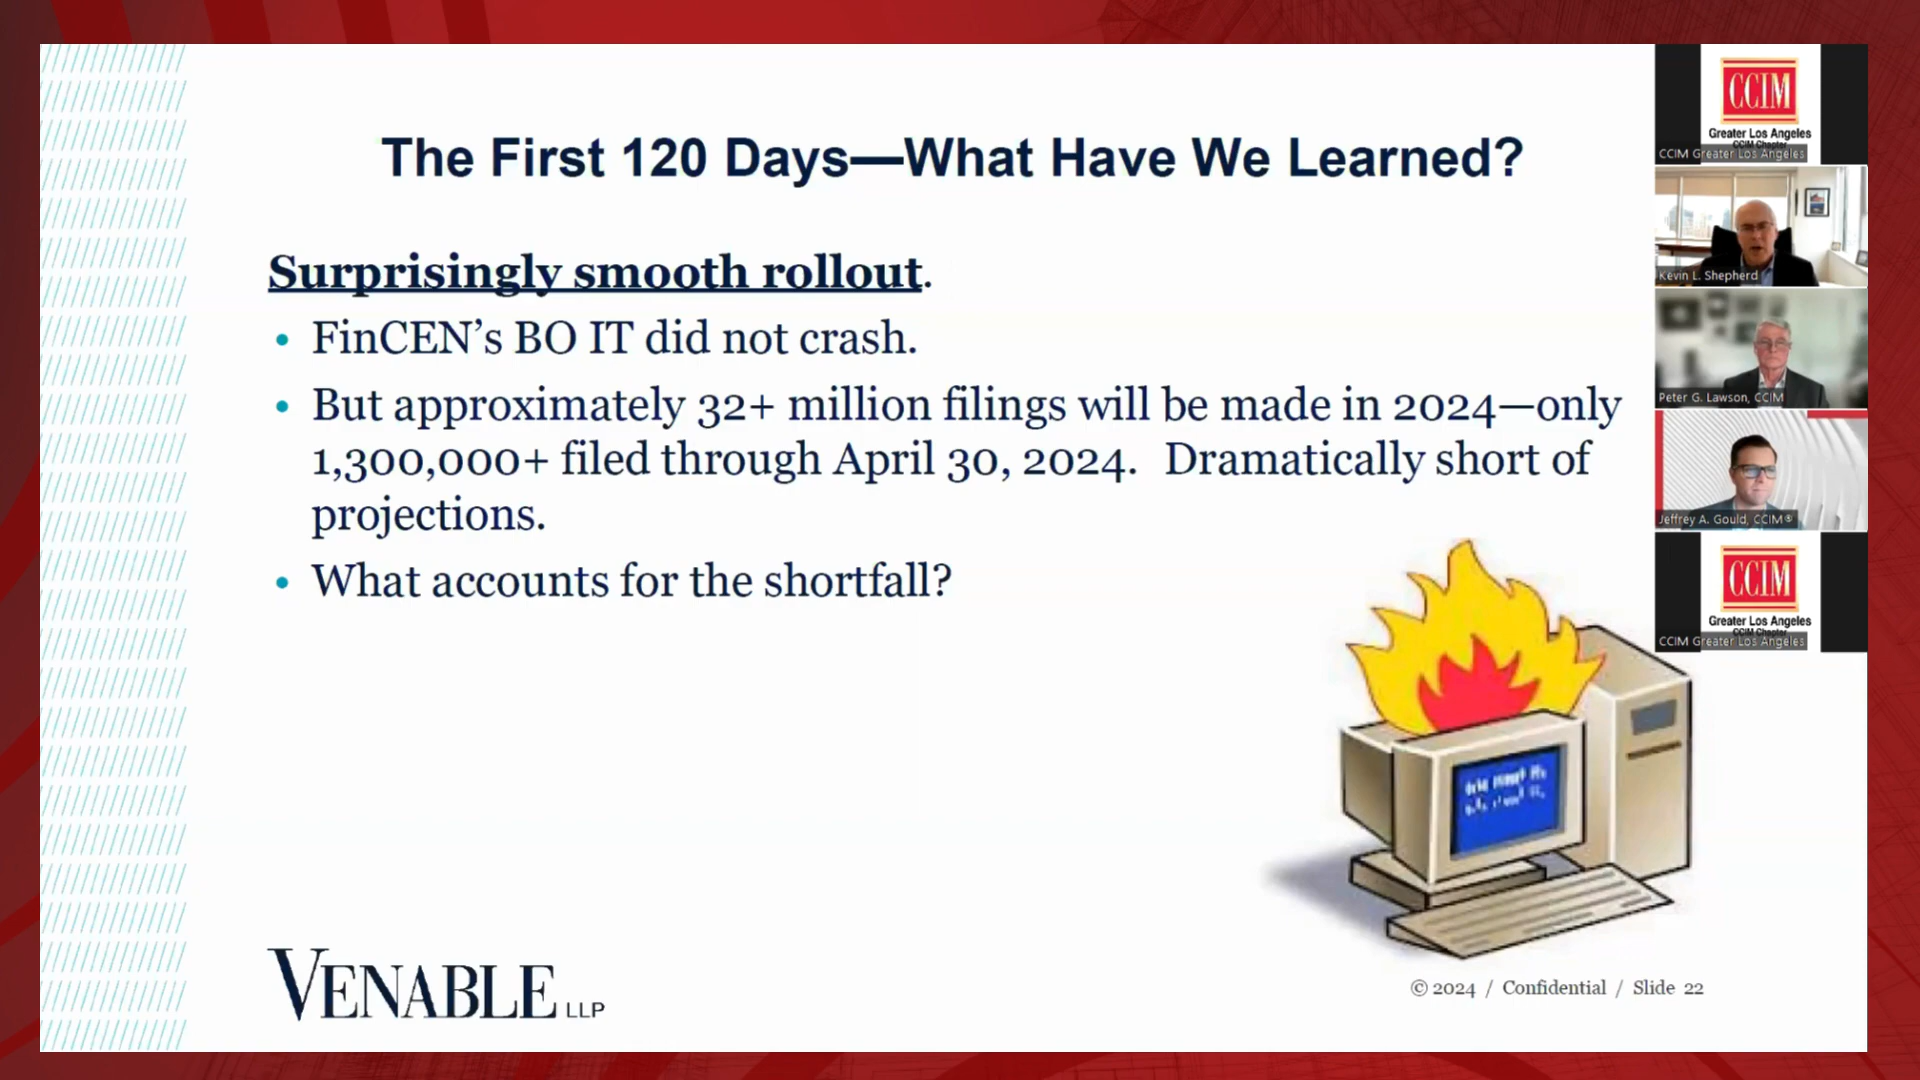 The First 120 Days—What Have We Learned?
Surprisingly smooth rollout.
• FinCEN’s BO IT did not crash.
• But approximately 32+ million filings will be made in 2024—only
1,300,000+ filed through April 30, 2024.  Dramatically short of
projections.
• What accounts for the shortfall?
VENABLE LLP
© 2024 / Confidential / Slide 22
CCIM
Greater Los Angeles
CCIM Chapter
CCIM Greater Los Angeles
Kevin L. Shepherd
Peter G. Lawson, CCIM
Jeffrey A. Gould, CCIM®
CCIM
Greater Los Angeles
CCIM Chapter
CCIM Greater Los Angeles